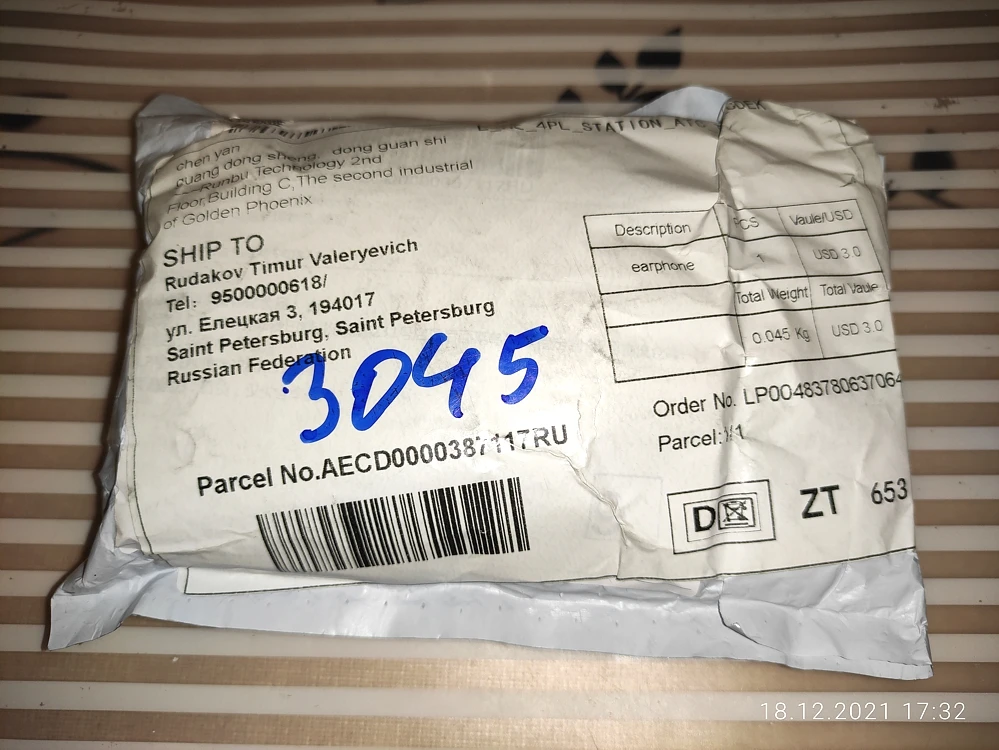 L_AE_4PL_STATION_AT6
chen yan
guang dong sheng, dong guan shi
Runbu Technology 2nd
Floor,Building C,The second industrial
of Golden Phoenix
SHIP TO
Rudakov Timur Valeryevich
Tel: 9500000618/
ул. Елецкая 3, 194017
Saint Petersburg, Saint Petersburg
Russian Federation
3045
Parcel No.AECD0000387117RU
Description PCS Vaule/USD
earphone 1 USD 3.0
Total Weight Total Vaule
0.045 Kg USD 3.0
Order No. LP00483780637064
Parcel:1/1
D ZT 653
18.12.2021 17:32